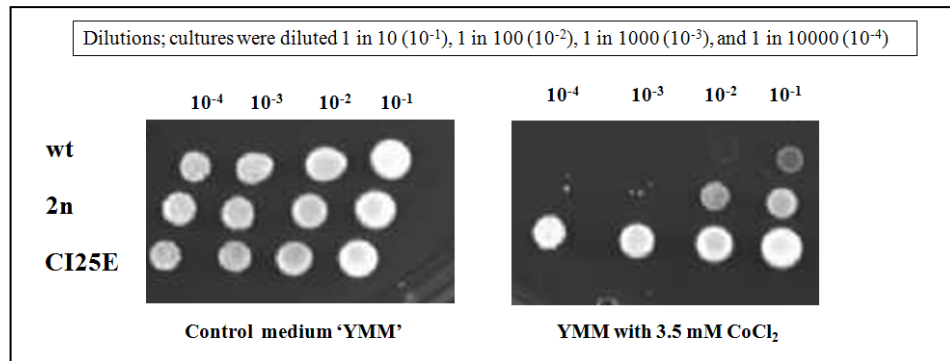 Dilutions; cultures were diluted 1 in 10 (10⁻¹), 1 in 100 (10⁻²), 1 in 1000 (10⁻³), and 1 in 10000 (10⁻⁴)
10⁻⁴ 10⁻³ 10⁻² 10⁻¹
10⁻⁴ 10⁻³ 10⁻² 10⁻¹
wt
2n
CI25E
Control medium ‘YMM’
YMM with 3.5 mM CoCl₂